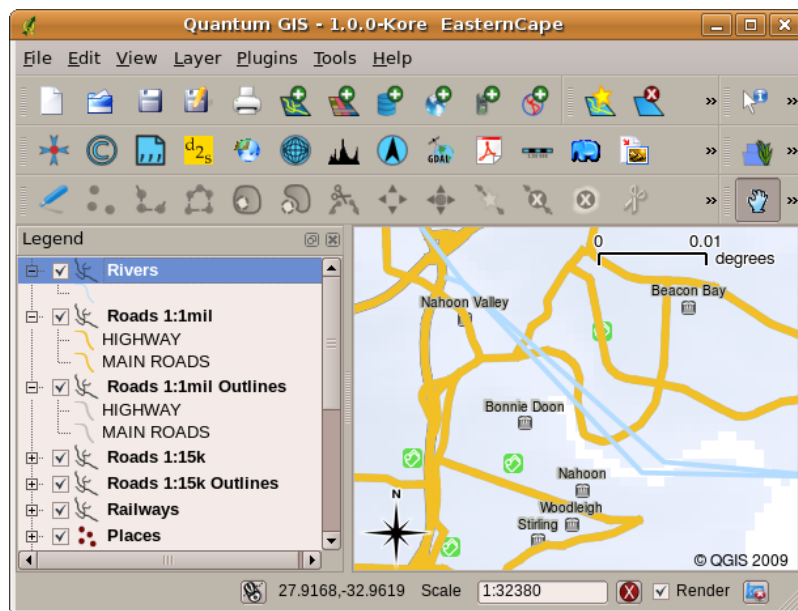 Quantum GIS - 1.0.0-Kore EasternCape
File Edit View Layer Plugins Tools Help
d2s
GDAL
Legend
Rivers
Roads 1:1mil
HIGHWAY
MAIN ROADS
Roads 1:1mil Outlines
HIGHWAY
MAIN ROADS
Roads 1:15k
Roads 1:15k Outlines
Railways
Places
0 0.01
degrees
Beacon Bay
Nahoon Valley
Bonnie Doon
Nahoon
Woodleigh
Stirling
N
© QGIS 2009
27.9168,-32.9619 Scale 1:32380 Render